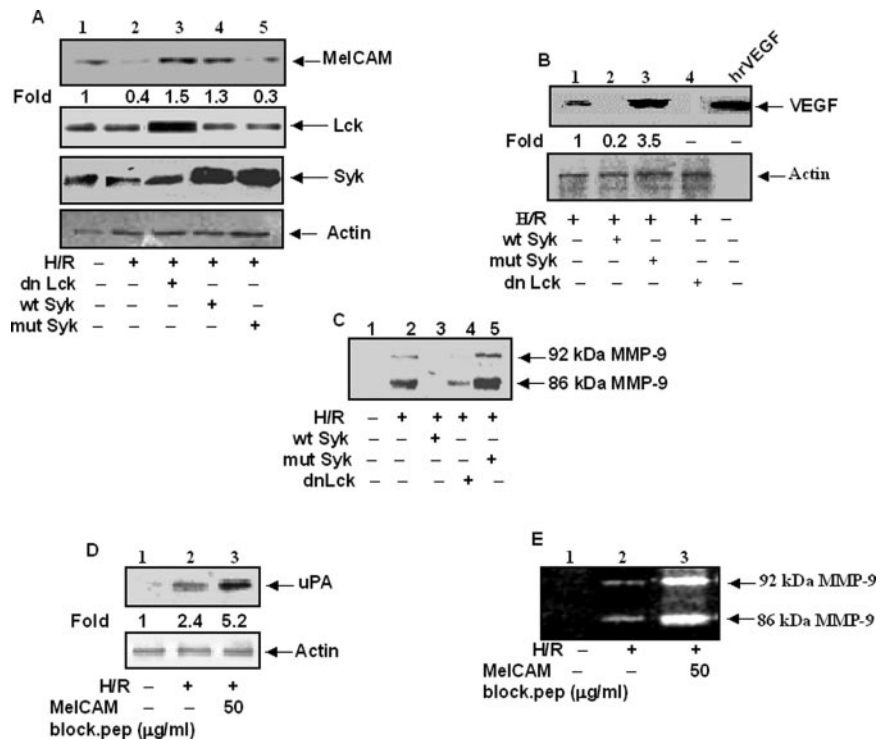 A
1 2 3 4 5
MelCAM
Fold 1 0.4 1.5 1.3 0.3
Lck
Syk
Actin
H/R – + + + +
dn Lck – – + – –
wt Syk – – – + –
mut Syk – – – – +
B
1 2 3 4 hrVEGF
VEGF
Fold 1 0.2 3.5 – –
Actin
H/R + + + + –
wt Syk – + – – –
mut Syk – – + – –
dn Lck – – – + –
C
1 2 3 4 5
92 kDa MMP-9
86 kDa MMP-9
H/R – + + + +
wt Syk – – + – –
mut Syk – – – – +
dnLck – – – + –
D
1 2 3
uPA
Fold 1 2.4 5.2
Actin
H/R – + +
MelCAM – – 50
block.pep (µg/ml)
E
1 2 3
92 kDa MMP-9
86 kDa MMP-9
H/R – + +
MelCAM – – 50
block.pep (µg/ml)